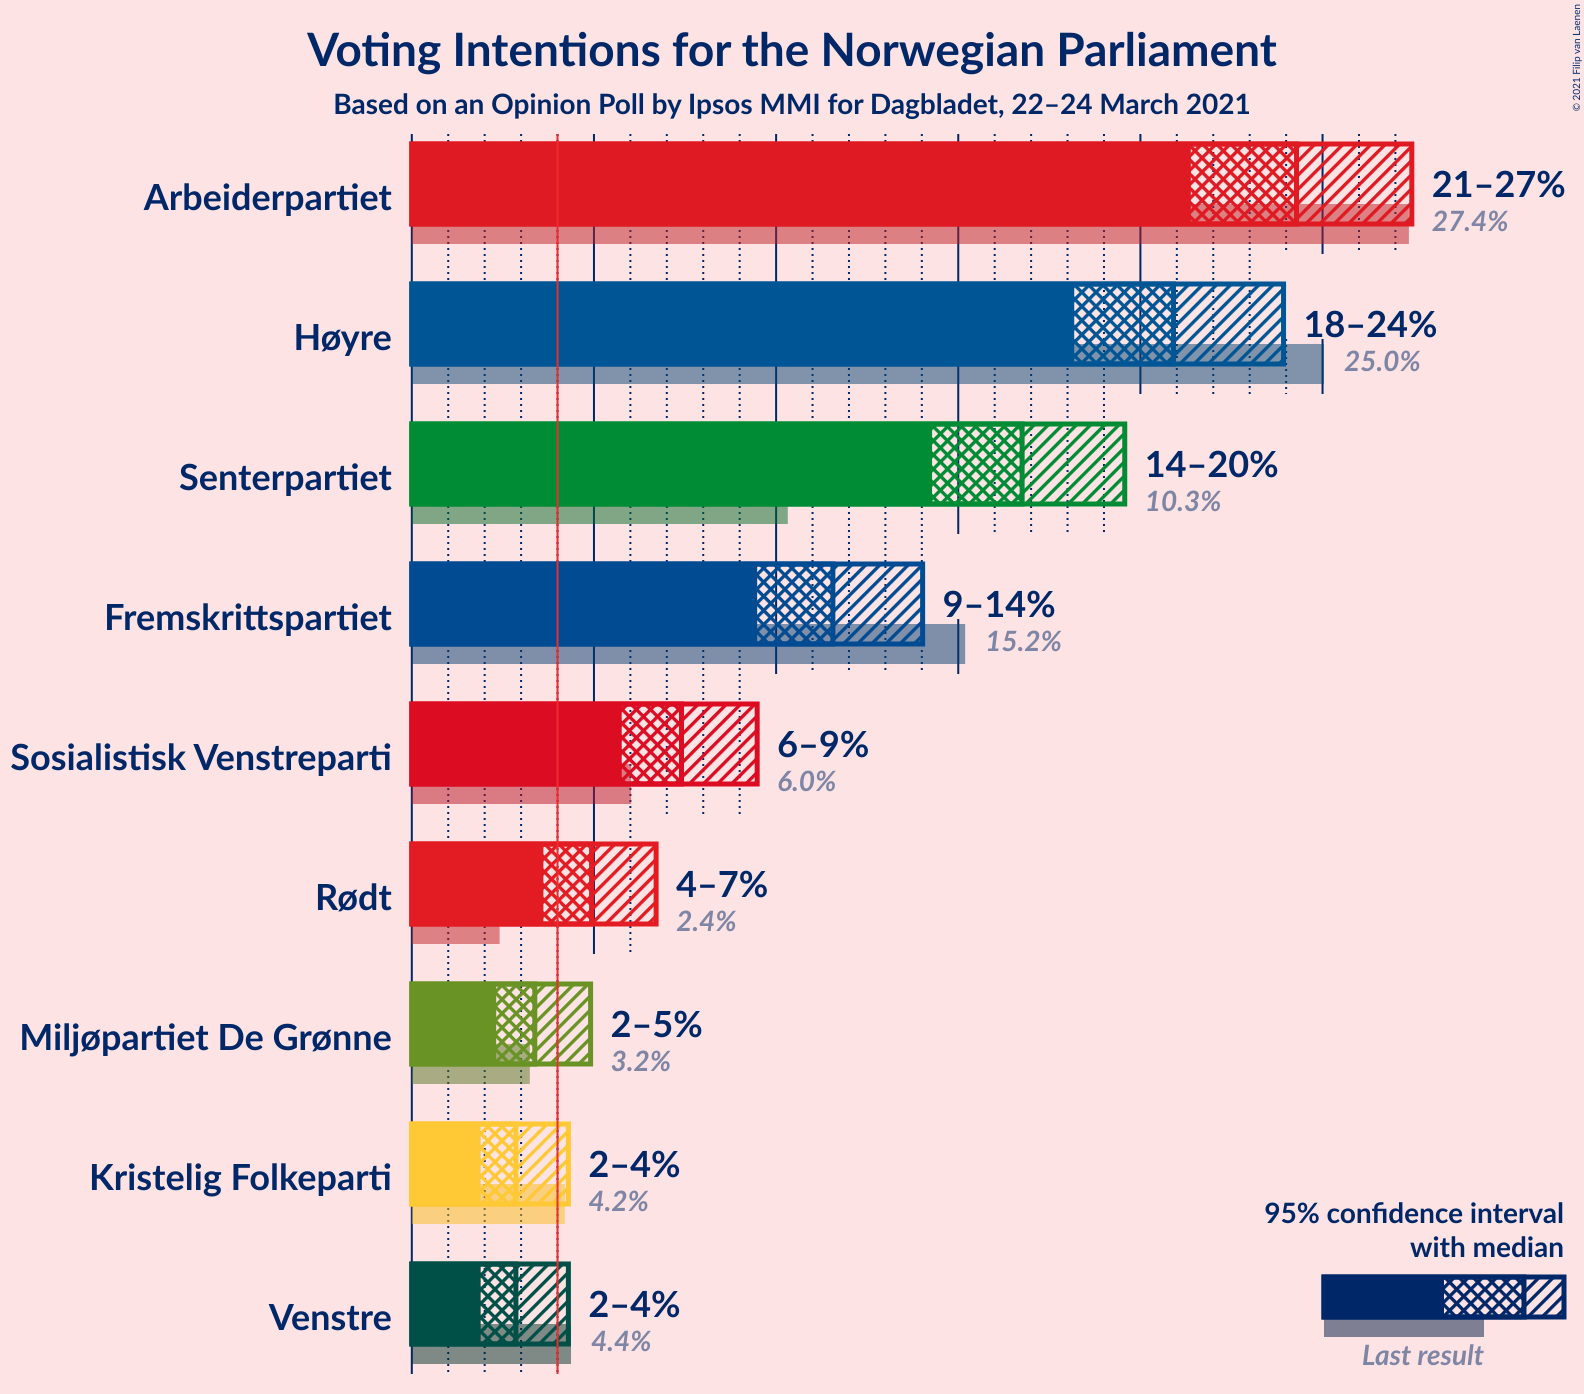 Voting Intentions for the Norwegian Parliament
Based on an Opinion Poll by Ipsos MMI for Dagbladet, 22–24 March 2021
© 2021 Filip van Laenen
Arbeiderpartiet
21–27%
27.4%
Høyre
18–24%
25.0%
Senterpartiet
14–20%
10.3%
Fremskrittspartiet
9–14%
15.2%
Sosialistisk Venstreparti
6–9%
6.0%
Rødt
4–7%
2.4%
Miljøpartiet De Grønne
2–5%
3.2%
Kristelig Folkeparti
2–4%
4.2%
Venstre
2–4%
4.4%
95% confidence interval
with median
Last result